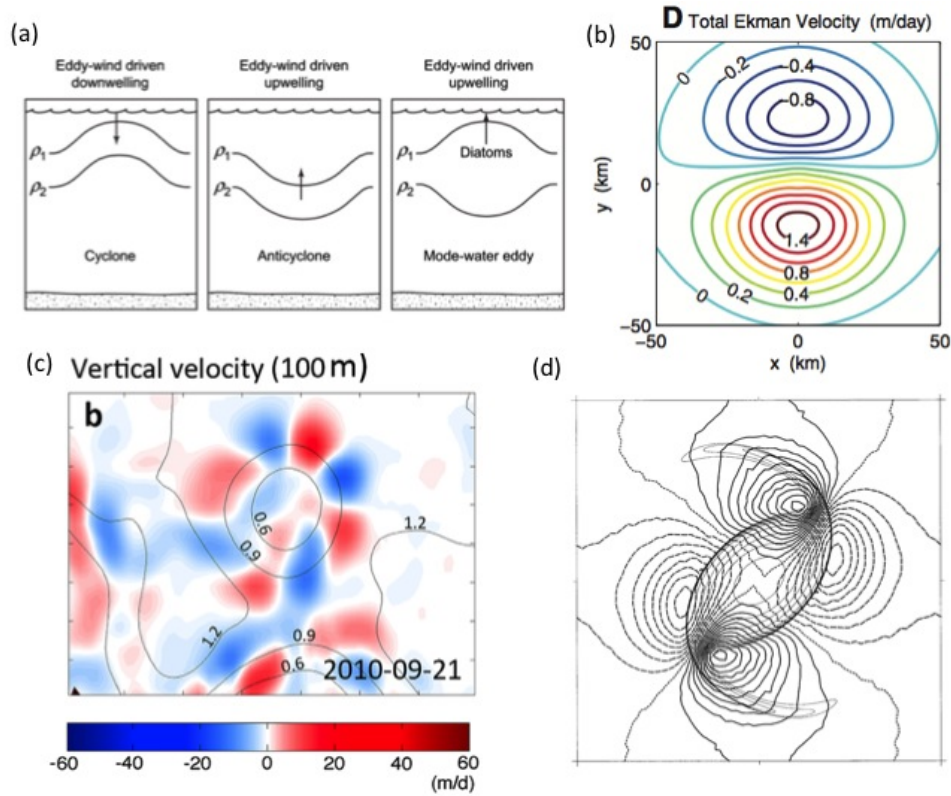 (a)
Eddy-wind driven
downwelling
Eddy-wind driven
upwelling
Eddy-wind driven
upwelling
ρ1
ρ2
Cyclone
ρ1
ρ2
Anticyclone
ρ1
Diatoms
ρ2
Mode-water eddy
(b)
D Total Ekman Velocity (m/day)
50
0
-50
y (km)
0
-0.2
-0.4
-0.8
1.4
0.8
0.4
0.2
0
-50
0
50
x (km)
(c)
Vertical velocity (100 m)
b
0.6
0.9
1.2
1.2
0.9
0.6
2010-09-21
-60
-40
-20
0
20
40
60
(m/d)
(d)